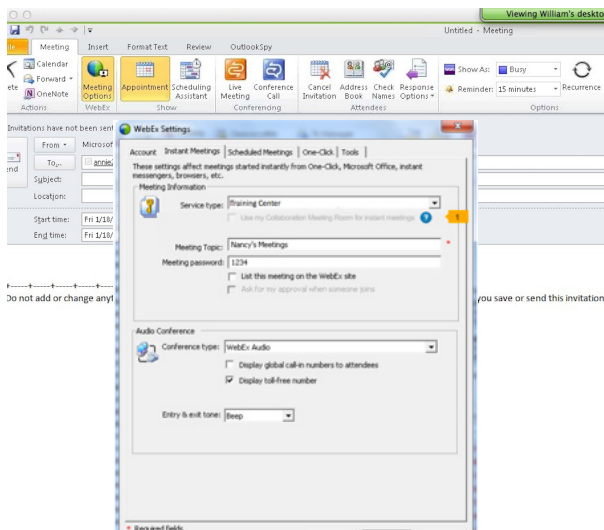 Viewing William's deskto
Untitled - Meeting
Meeting Insert Format Text Review OutlookSpy
Calendar
Forward
OneNote
ete
Actions
Meeting Options
WebEx
Appointment
Scheduling Assistant
Show
Live Meeting
Conference Call
Conferencing
Cancel Invitation
Address Book
Check Names
Response Options
Attendees
Show As: Busy
Reminder: 15 minutes
Recurrence
Options
Invitations have not been sent
From Microsof
To...
end
Subject:
Location:
Start time: Fri 1/18/
End time: Fri 1/18/
Do not add or change anyt
you save or send this invitation
WebEx Settings
Account Instant Meetings Scheduled Meetings One-Click Tools
These settings affect meetings started instantly from One-Click, Microsoft Office, instant
messengers, browsers, etc.
Meeting Information
Service type: Training Center
Use my Collaboration Meeting Room for instant meetings ? 1
Meeting Topic: Nancy's Meetings *
Meeting password: 1234
List this meeting on the WebEx site
Ask for my approval when someone joins
Audio Conference
Conference type: WebEx Audio
Display global call-in numbers to attendees
Display toll-free number
Entry & exit tone: Beep
* Required fields